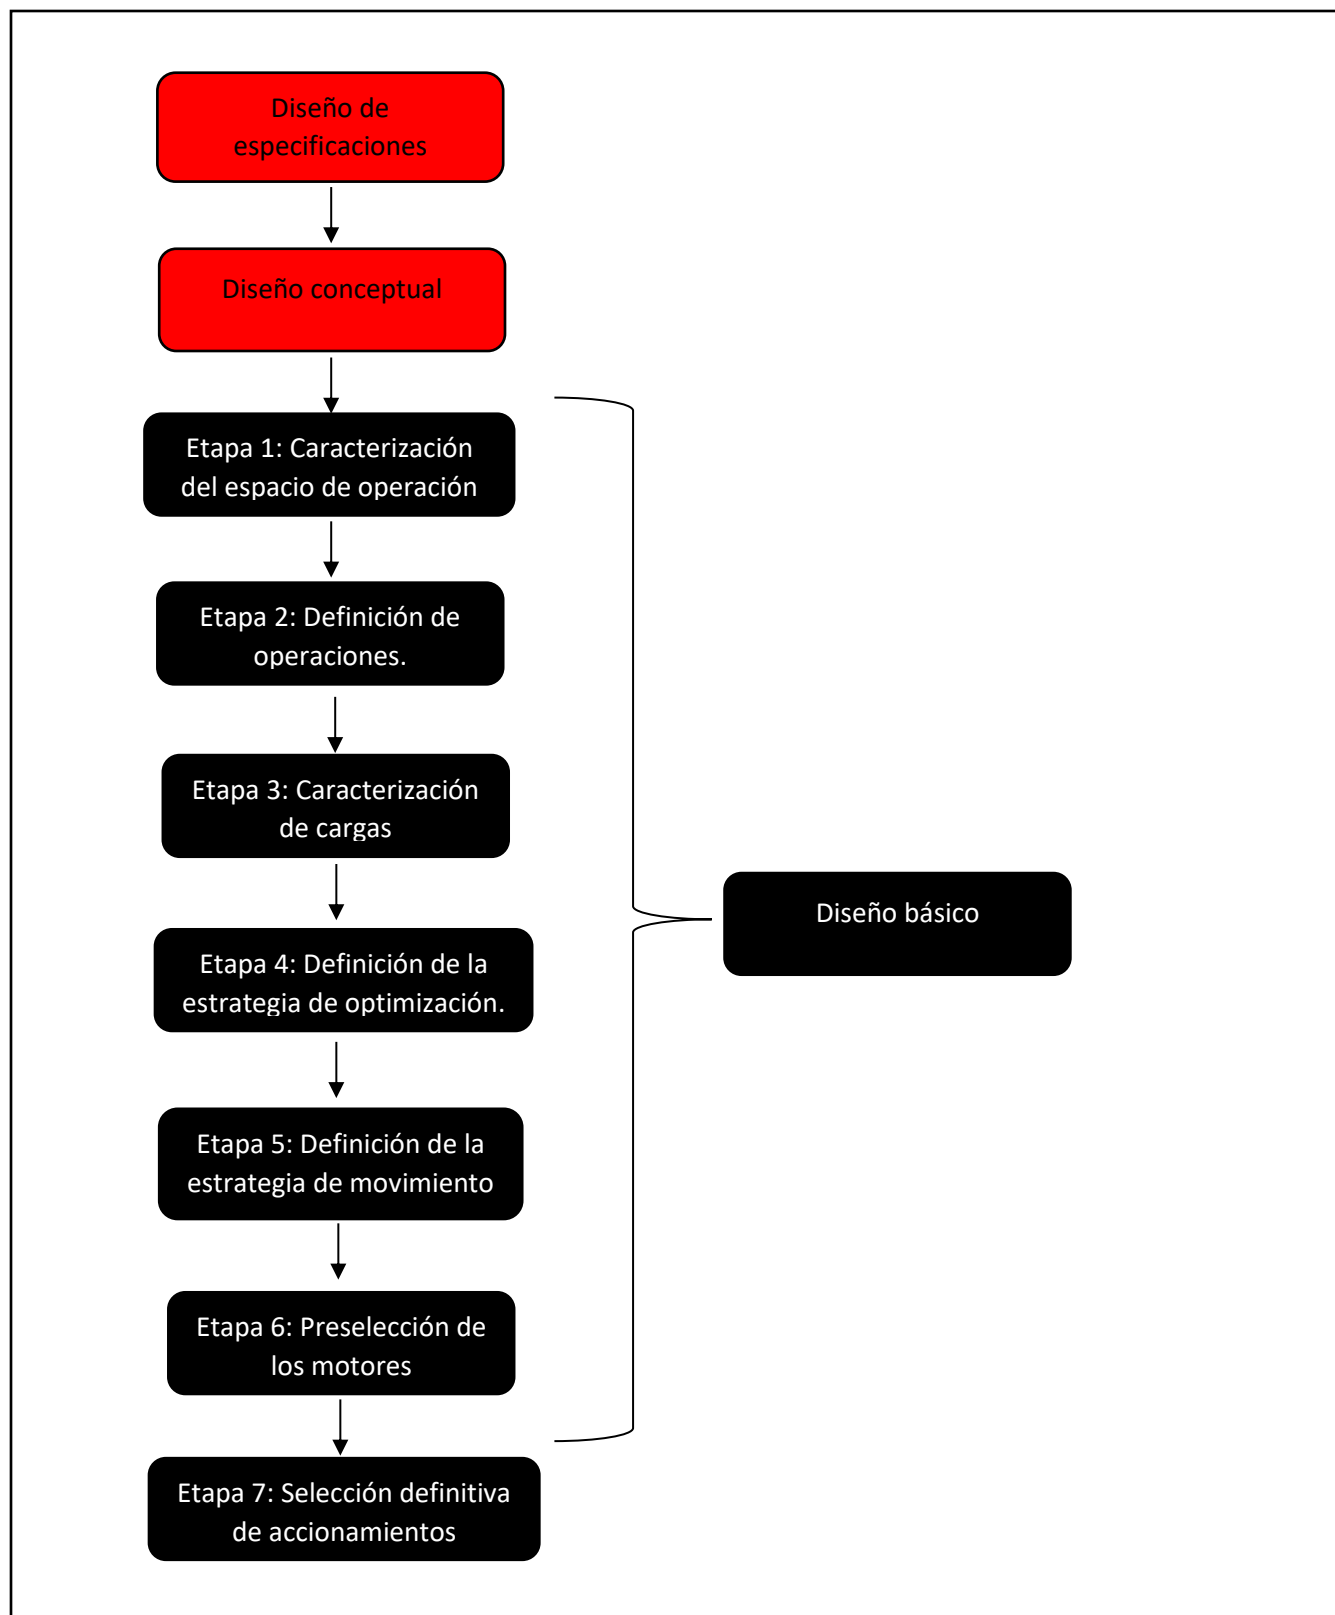 Diseño de
especificaciones
Diseño conceptual
Etapa 1: Caracterización
del espacio de operación
Etapa 2: Definición de
operaciones.
Etapa 3: Caracterización
de cargas
Diseño básico
Etapa 4: Definición de la
estrategia de optimización.
Etapa 5: Definición de la
estrategia de movimiento
Etapa 6: Preselección de
los motores
Etapa 7: Selección definitiva
de accionamientos